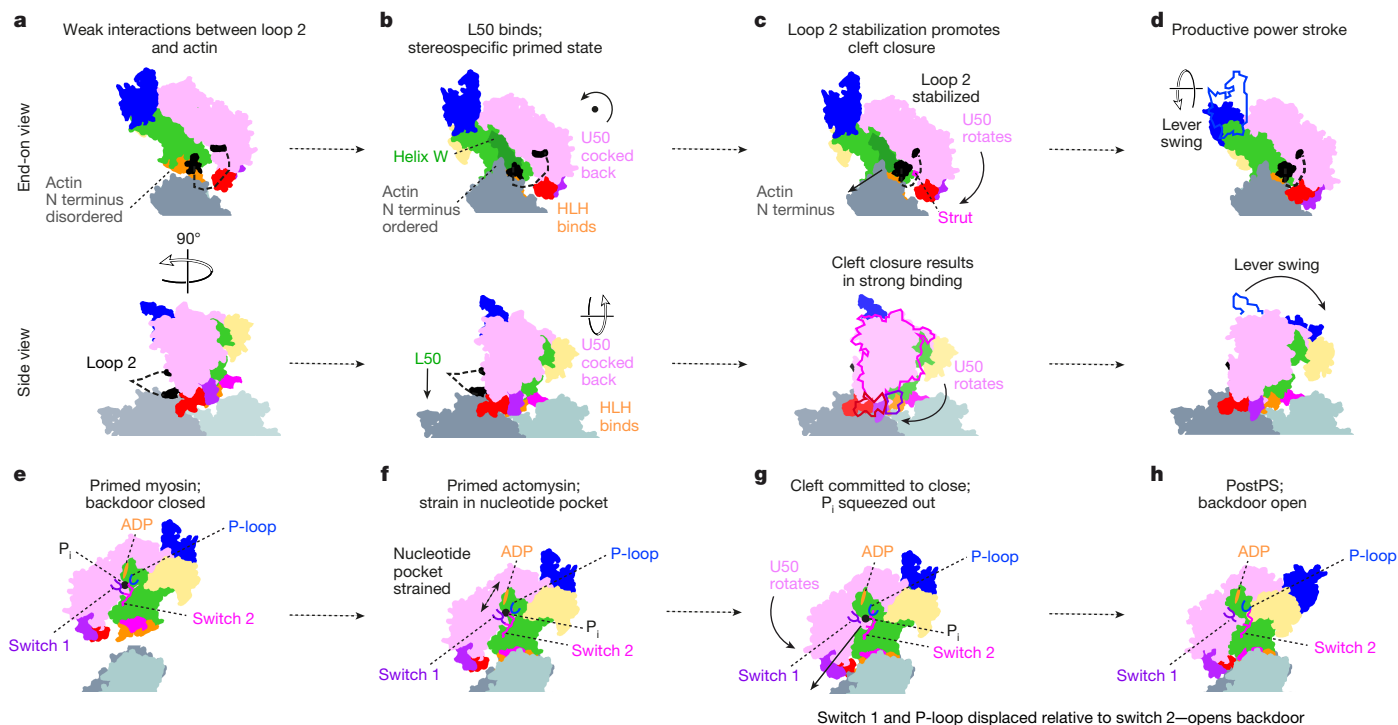 a
Weak interactions between loop 2
and actin
b
L50 binds;
stereospecific primed state
c
Loop 2 stabilization promotes
cleft closure
d
Productive power stroke
End-on view
Actin
N terminus
disordered
Helix W
Actin
N terminus
ordered
U50
cocked
back
HLH
binds
Loop 2
stabilized
U50
rotates
Actin
N terminus
Strut
Lever
swing
90°
Side view
Loop 2
L50
U50
cocked
back
HLH
binds
Cleft closure results
in strong binding
U50
rotates
Lever swing
e
Primed myosin;
backdoor closed
ADP
Pi
P-loop
Switch 2
Switch 1
f
Primed actomyosin;
strain in nucleotide pocket
Nucleotide
pocket
strained
ADP
P-loop
Pi
Switch 2
Switch 1
g
Cleft committed to close;
Pi squeezed out
U50
rotates
ADP
P-loop
Pi
Switch 2
Switch 1
h
PostPS;
backdoor open
ADP
P-loop
Switch 2
Switch 1
Switch 1 and P-loop displaced relative to switch 2—opens backdoor